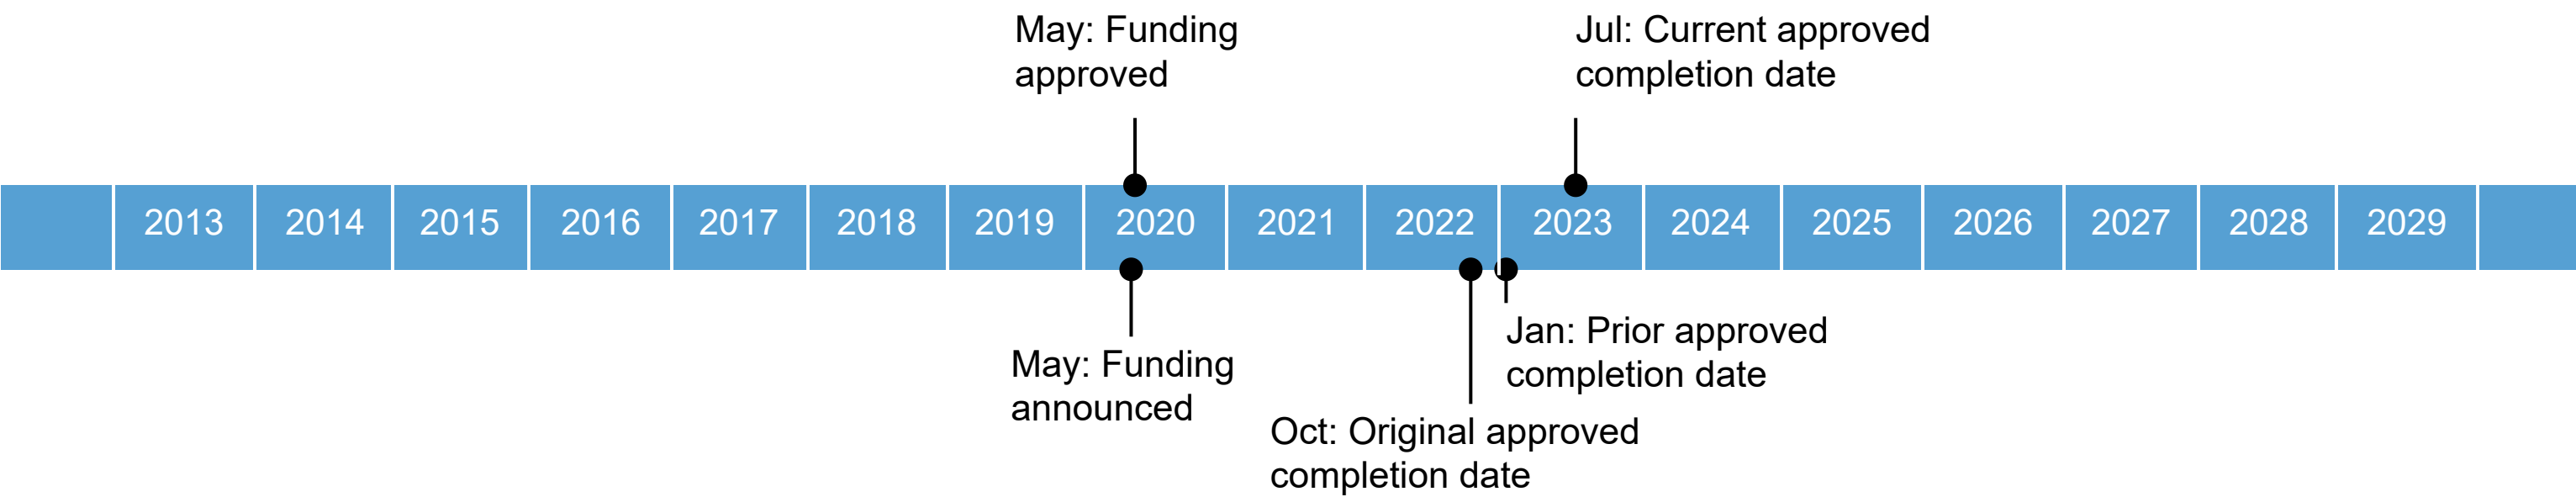 May: Funding
approved
Jul: Current approved
completion date
2013 2014 2015 2016 2017 2018 2019 2020 2021 2022 2023 2024 2025 2026 2027 2028 2029
May: Funding
announced
Jan: Prior approved
completion date
Oct: Original approved
completion date